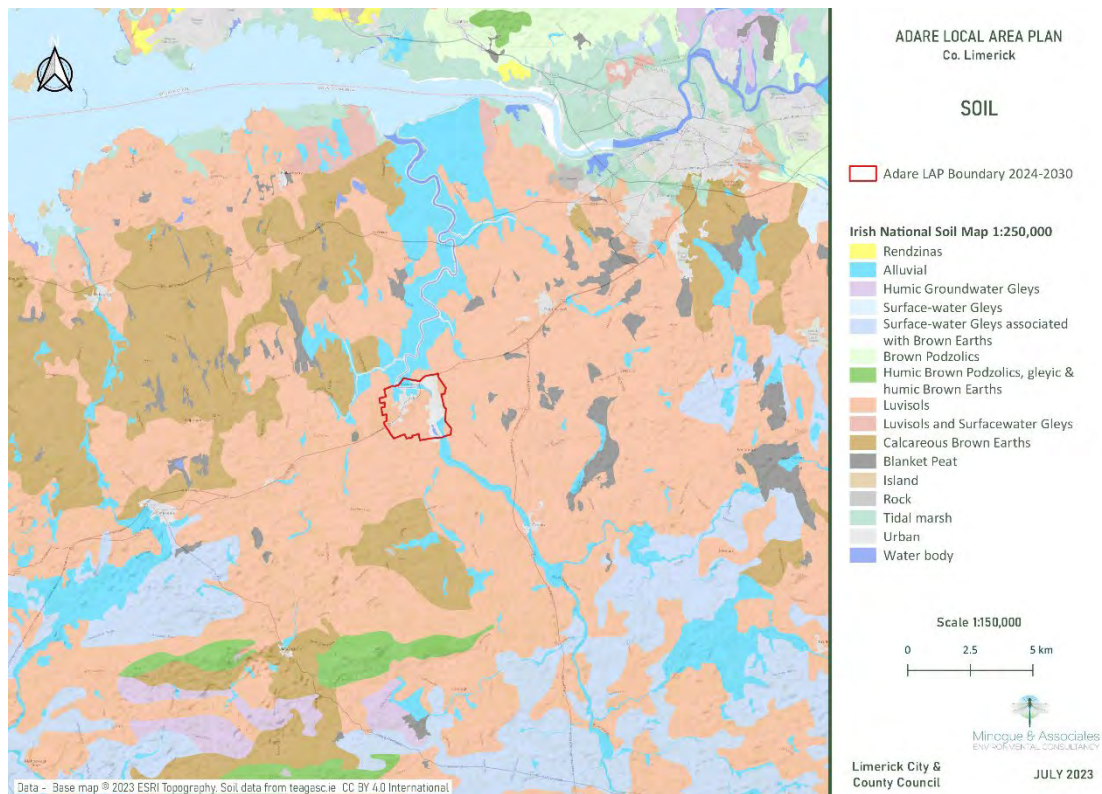 N
ADARE LOCAL AREA PLAN
Co. Limerick
SOIL
Adare LAP Boundary 2024-2030
Irish National Soil Map 1:250,000
Rendzinas
Alluvial
Humic Groundwater Gleys
Surface-water Gleys
Surface-water Gleys associated
with Brown Earths
Brown Podzolics
Humic Brown Podzolics, gleyic &
humic Brown Earths
Luvisols
Luvisols and Surfacewater Gleys
Calcareous Brown Earths
Blanket Peat
Island
Rock
Tidal marsh
Urban
Water body
Scale 1:150,000
0 2.5 5 km
Minogue & Associates
ENVIRONMENTAL CONSULTANCY
Limerick City &
County Council
JULY 2023
Data - Base map © 2023 ESRI Topography. Soil data from teagasc.ie CC BY 4.0 International